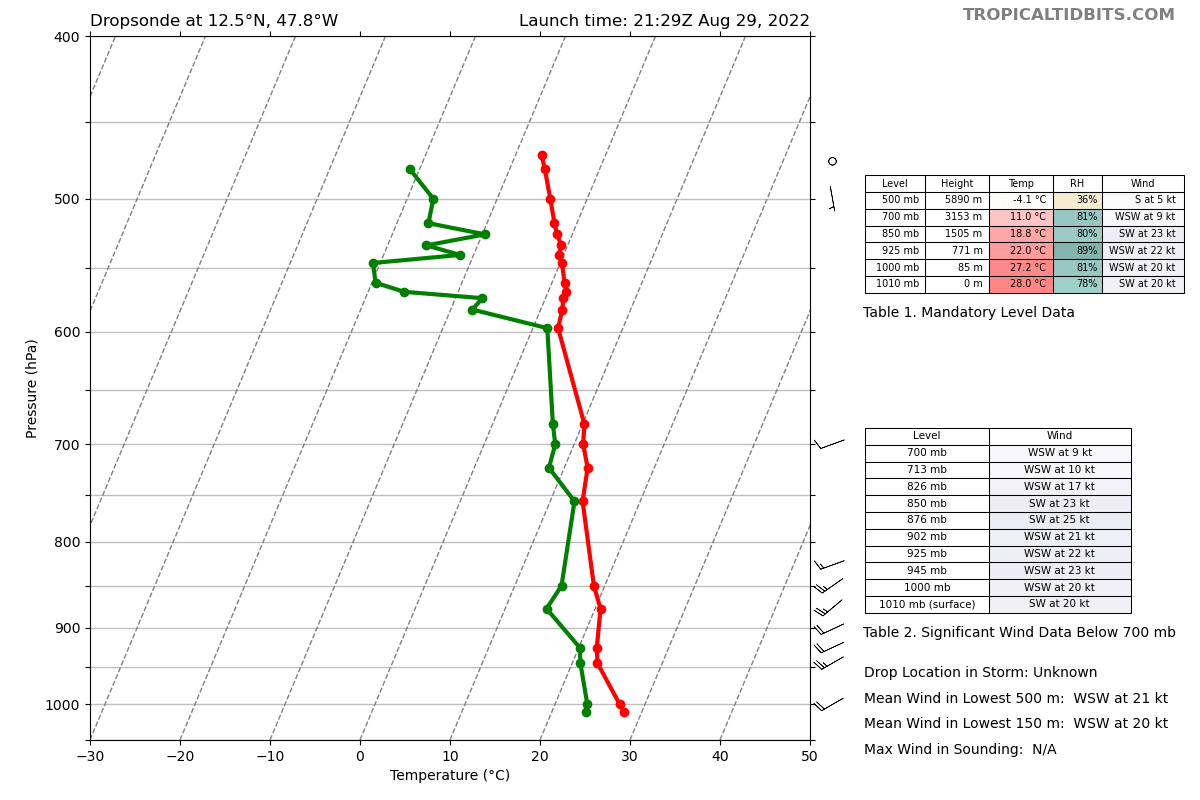 Dropsonde at 12.5°N, 47.8°W
Launch time: 21:29Z Aug 29, 2022
TROPICALTIDBITS.COM
Pressure (hPa)
400
500
600
700
800
900
1000
−30 −20 −10 0 10 20 30 40 50
Temperature (°C)
Level Height Temp RH Wind
500 mb 5890 m -4.1 °C 36% S at 5 kt
700 mb 3153 m 11.0 °C 81% WSW at 9 kt
850 mb 1505 m 18.8 °C 80% SW at 23 kt
925 mb 771 m 22.0 °C 89% WSW at 22 kt
1000 mb 85 m 27.2 °C 81% WSW at 20 kt
1010 mb 0 m 28.0 °C 78% SW at 20 kt
Table 1. Mandatory Level Data
Level Wind
700 mb WSW at 9 kt
713 mb WSW at 10 kt
826 mb WSW at 17 kt
850 mb SW at 23 kt
876 mb SW at 25 kt
902 mb WSW at 21 kt
925 mb WSW at 22 kt
945 mb WSW at 23 kt
1000 mb WSW at 20 kt
1010 mb (surface) SW at 20 kt
Table 2. Significant Wind Data Below 700 mb
Drop Location in Storm: Unknown
Mean Wind in Lowest 500 m: WSW at 21 kt
Mean Wind in Lowest 150 m: WSW at 20 kt
Max Wind in Sounding: N/A